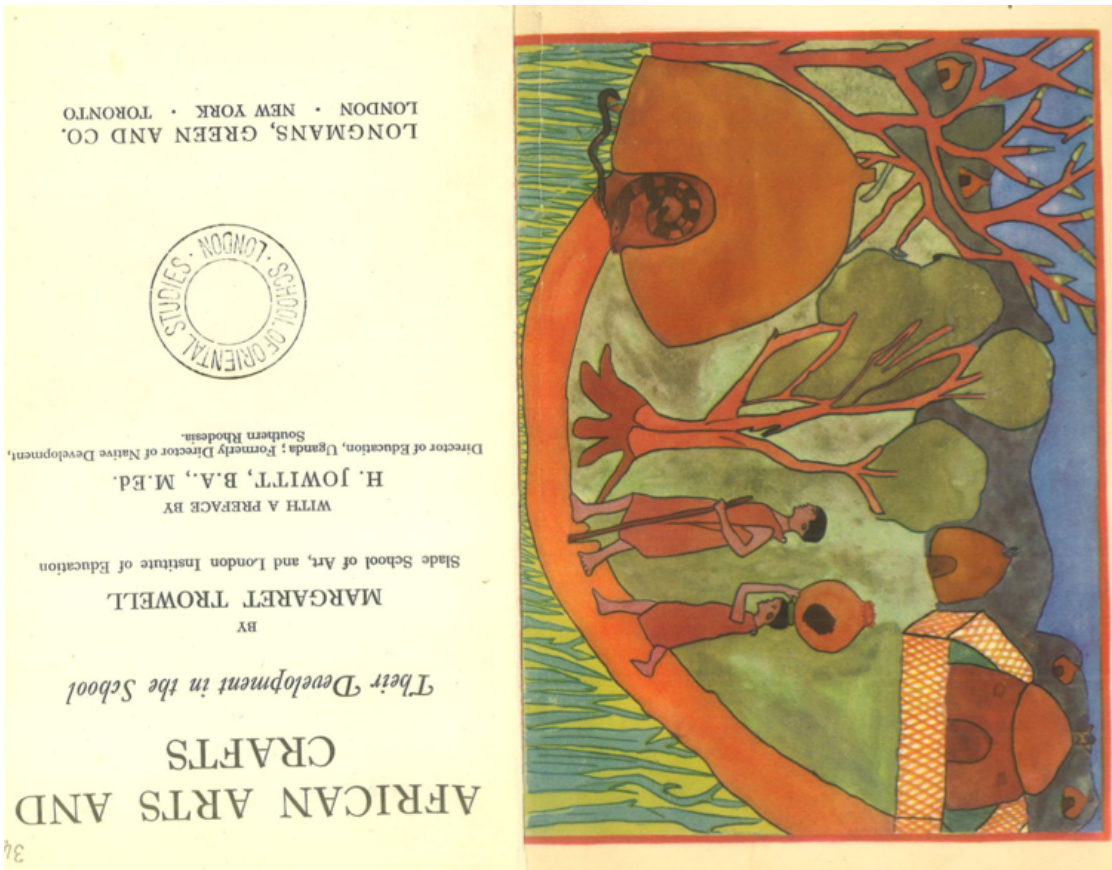 34
AFRICAN ARTS AND
CRAFTS
Their Development in the School
BY
MARGARET TROWELL
Slade School of Art, and London Institute of Education
WITH A PREFACE BY
H. JOWITT, B.A., M.Ed.
Director of Education, Uganda; Formerly Director of Native Development,
Southern Rhodesia.
SCHOOL OF ORIENTAL STUDIES · LONDON ·
LONGMANS, GREEN AND CO.
LONDON · NEW YORK · TORONTO